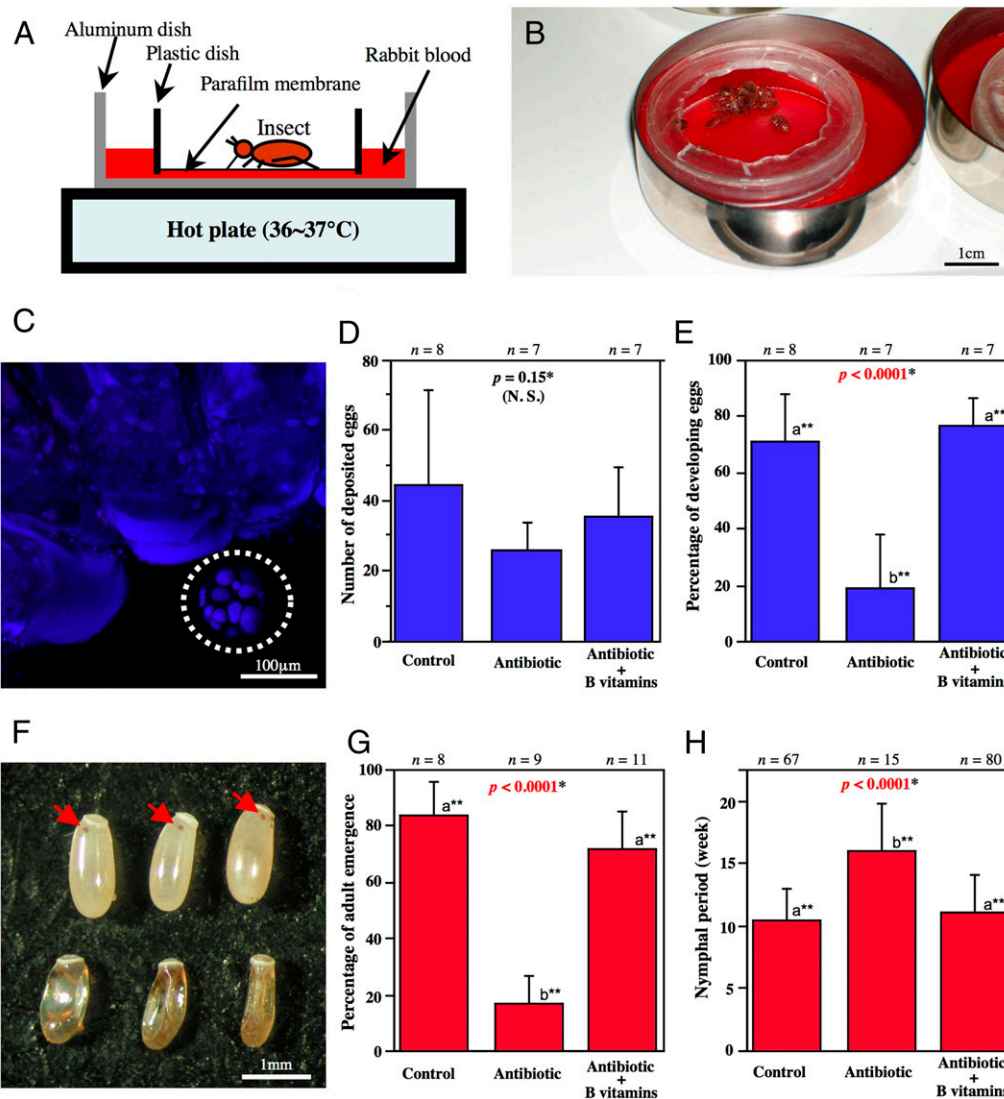 A
Aluminum dish
Plastic dish
Parafilm membrane
Rabbit blood
Insect
Hot plate (36~37°C)
B
1cm
C
100μm
D
n = 8 n = 7 n = 7
p = 0.15*
(N. S.)
Number of deposited eggs
80
60
40
20
0
Control Antibiotic Antibiotic
+
B vitamins
E
n = 8 n = 7 n = 7
p < 0.0001*
Percentage of developing eggs
100
80
60
40
20
0
a**
b**
a**
Control Antibiotic Antibiotic
+
B vitamins
F
1mm
G
n = 8 n = 9 n = 11
p < 0.0001*
Percentage of adult emergence
100
80
60
40
20
0
a**
b**
a**
Control Antibiotic Antibiotic
+
B vitamins
H
n = 67 n = 15 n = 80
p < 0.0001*
Nymphal period (week)
20
15
10
5
0
a**
b**
a**
Control Antibiotic Antibiotic
+
B vitamins